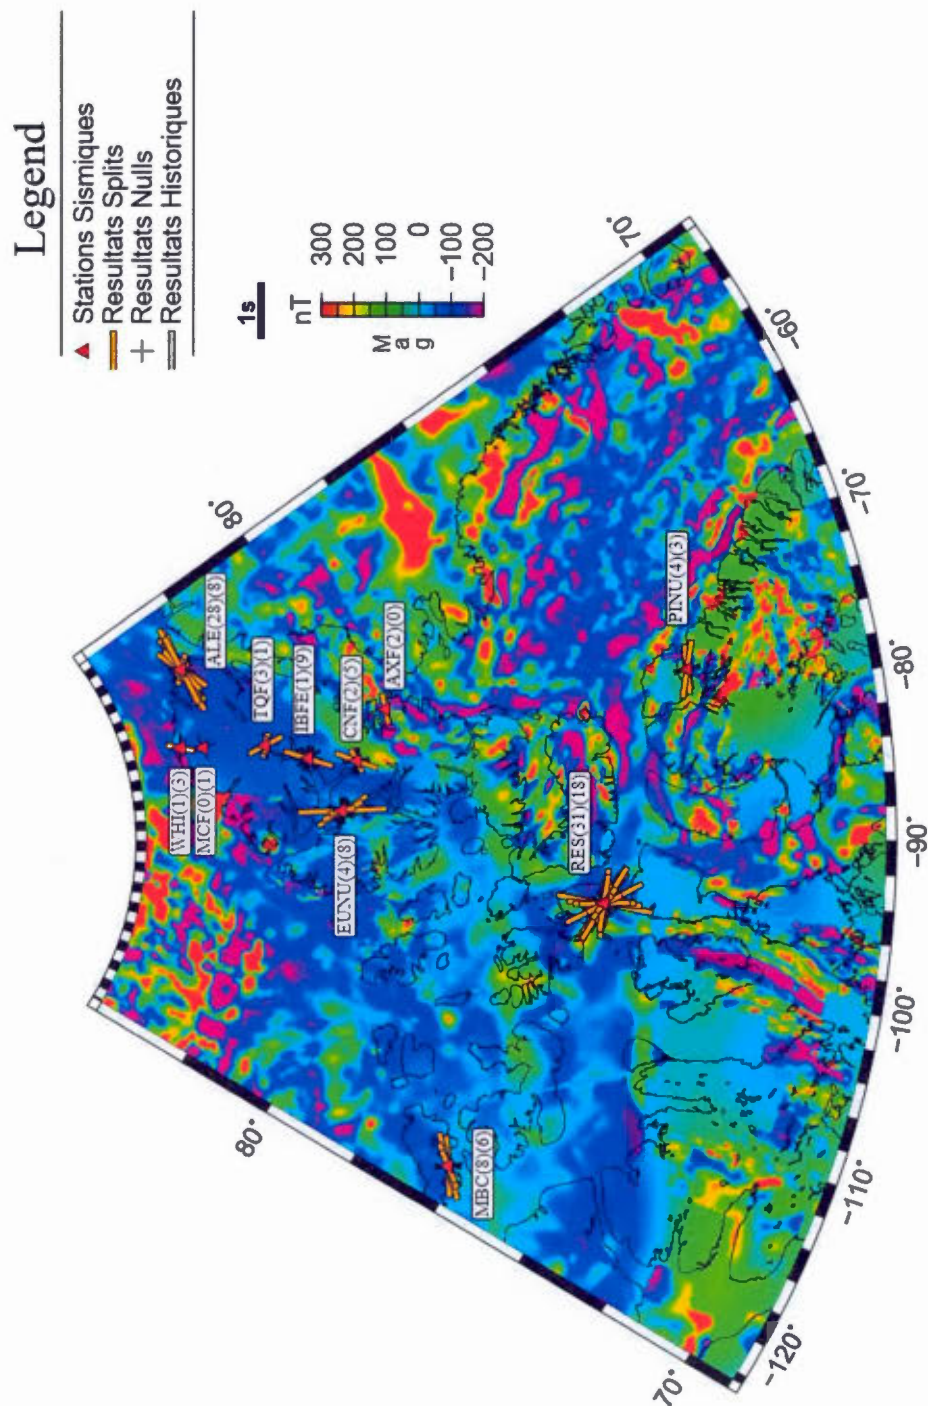 Legend
Stations Sismiques
Resultats Splits
Resultats Nulls
Resultats Historiques
1s
nT
300
200
100
0
−100
−200
Mag
80°
70°
−60°
−70°
−80°
−90°
−100°
−110°
−120°
70°
80°
WHI(1)(3)
MCF(0)(1)
ALE(28)(8)
TQF(3)(1)
IBFE(1)(9)
CNF(2)(5)
AXF(2)(0)
EUNU(4)(8)
RES(31)(18)
PINU(4)(3)
MBC(8)(6)